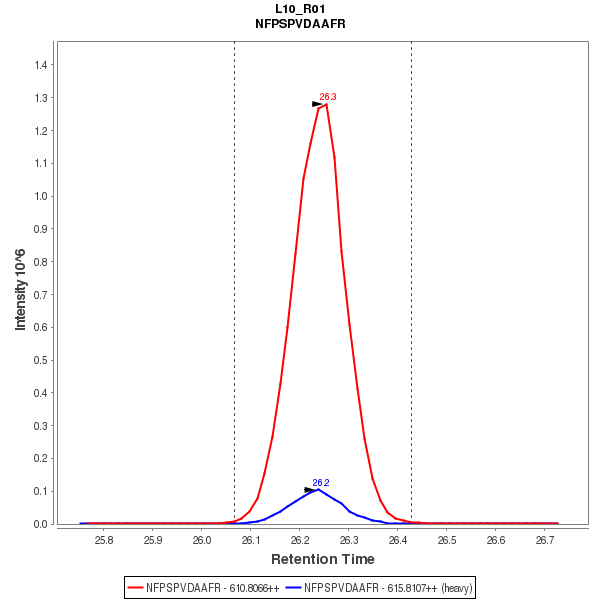 L10_R01
NFPSPVDAAFR
Intensity 10^6
1.4
1.3
1.2
1.1
1.0
0.9
0.8
0.7
0.6
0.5
0.4
0.3
0.2
0.1
0.0
26.3
26.2
25.8 25.9 26.0 26.1 26.2 26.3 26.4 26.5 26.6 26.7
Retention Time
NFPSPVDAAFR - 610.8066++ NFPSPVDAAFR - 615.8107++ (heavy)